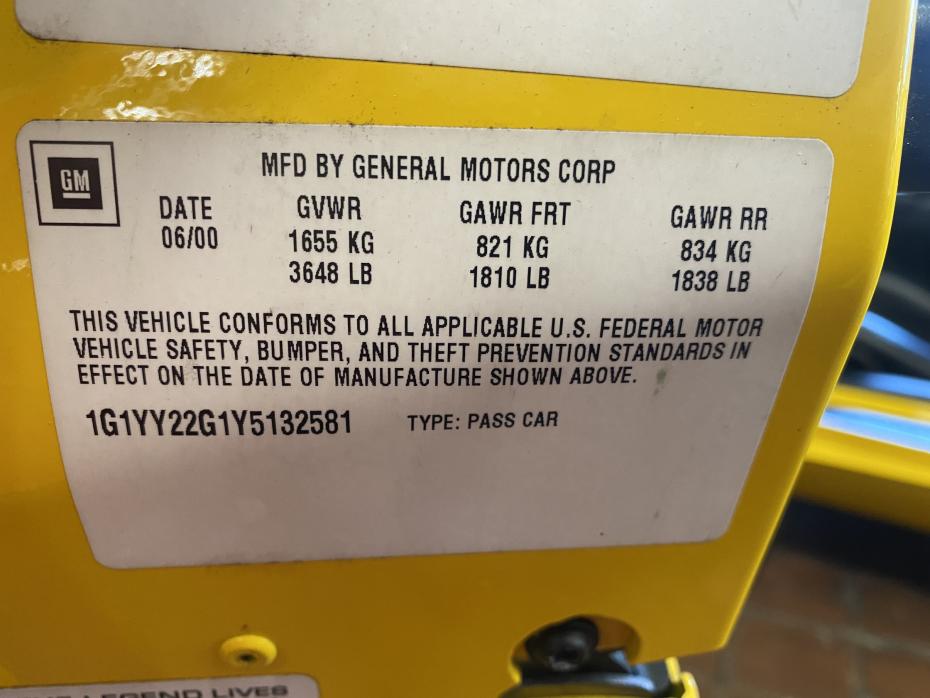 GM
MFD BY GENERAL MOTORS CORP
DATE GVWR GAWR FRT GAWR RR
06/00 1655 KG 821 KG 834 KG
3648 LB 1810 LB 1838 LB
THIS VEHICLE CONFORMS TO ALL APPLICABLE U.S. FEDERAL MOTOR
VEHICLE SAFETY, BUMPER, AND THEFT PREVENTION STANDARDS IN
EFFECT ON THE DATE OF MANUFACTURE SHOWN ABOVE.
1G1YY22G1Y5132581 TYPE: PASS CAR
LEGEND LIVES